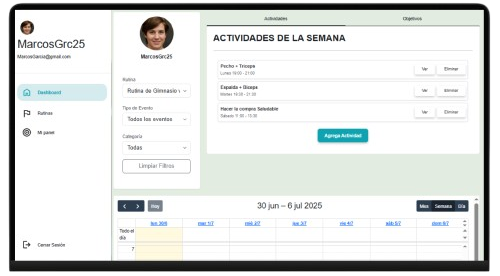 MarcosGrc25
MarcosGarcia@gmail.com
Dashboard
Rutinas
Mi panel
Cerrar Sesión
MarcosGrc25
Rutina
Rutina de Gimnasio
Tipo de Evento
Todos los eventos
Categoría
Todas
Limpiar Filtros
Actividades Objetivos
ACTIVIDADES DE LA SEMANA
Pecho + Triceps Ver Eliminar
Lunes 19:00 - 21:00
Espalda + Biceps Ver Eliminar
Martes 19:30 - 21:20
Hacer la compra Saludable Ver Eliminar
Sábado 11:00 - 13:30
Agregar Actividad
Hoy 30 jun – 6 jul 2025 Mes Semana Día
lun 30/6 mar 1/7 mié 2/7 jue 3/7 vie 4/7 sáb 5/7 dom 6/7
Todo el
día
7